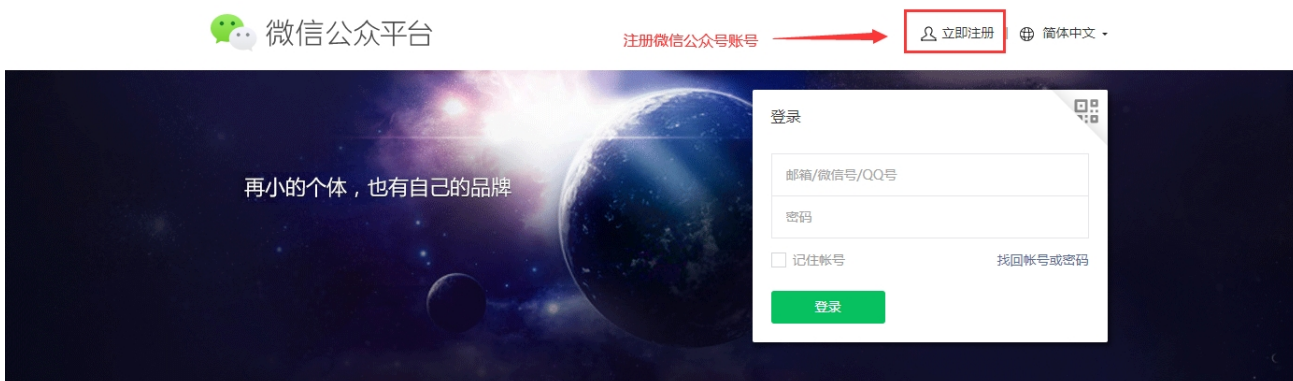 微信公众平台
注册微信公众号账号
立即注册
简体中文
登录
再小的个体，也有自己的品牌
邮箱/微信号/QQ号
密码
记住帐号
找回帐号或密码
登录